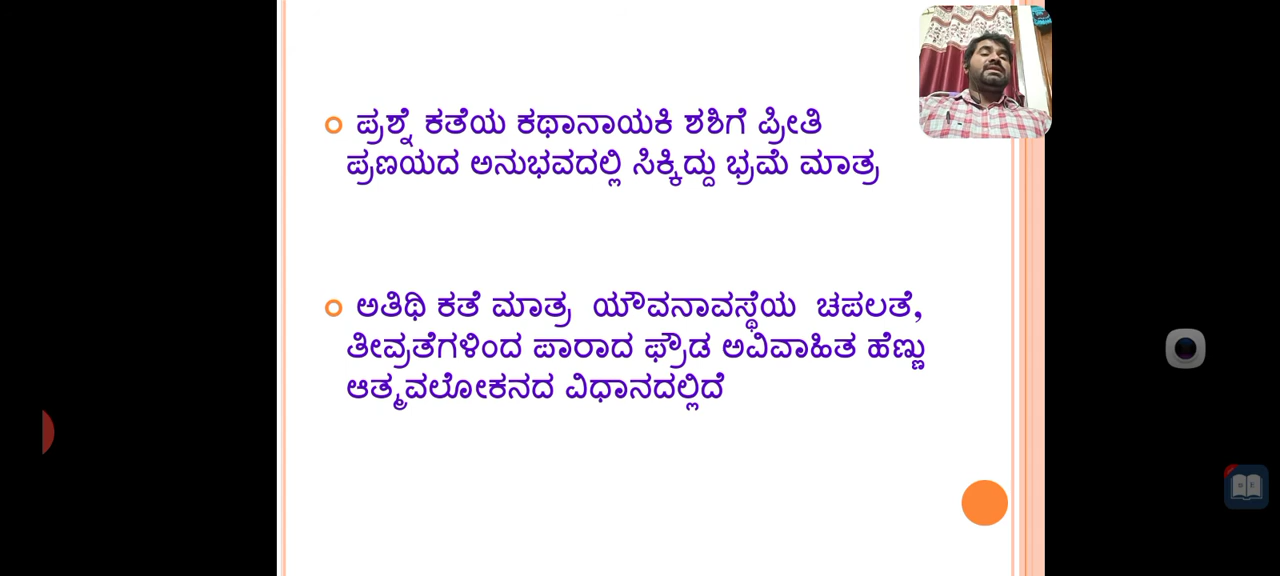 ಪ್ರಶ್ನೆ ಕತೆಯ ಕಥಾನಾಯಕಿ ಶಶಿಗೆ ಪ್ರೀತಿ
ಪ್ರಣಯದ ಅನುಭವದಲ್ಲಿ ಸಿಕ್ಕಿದ್ದು ಭ್ರಮೆ ಮಾತ್ರ
ಅತಿಥಿ ಕತೆ ಮಾತ್ರ ಯೌವನಾವಸ್ಥೆಯ ಚಪಲತೆ,
ತೀವ್ರತೆಗಳಿಂದ ಪಾರಾದ ಫ್ರೌಡ ಅವಿವಾಹಿತ ಹೆಣ್ಣು
ಆತ್ಮವಲೋಕನದ ವಿಧಾನದಲ್ಲಿದೆ